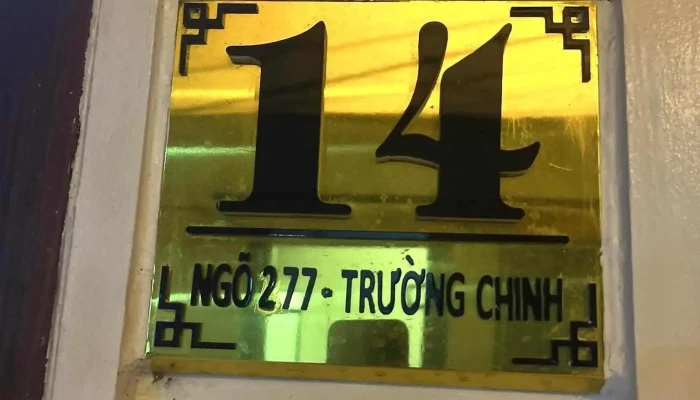 14
NGÕ 277 · TRƯỜNG CHINH